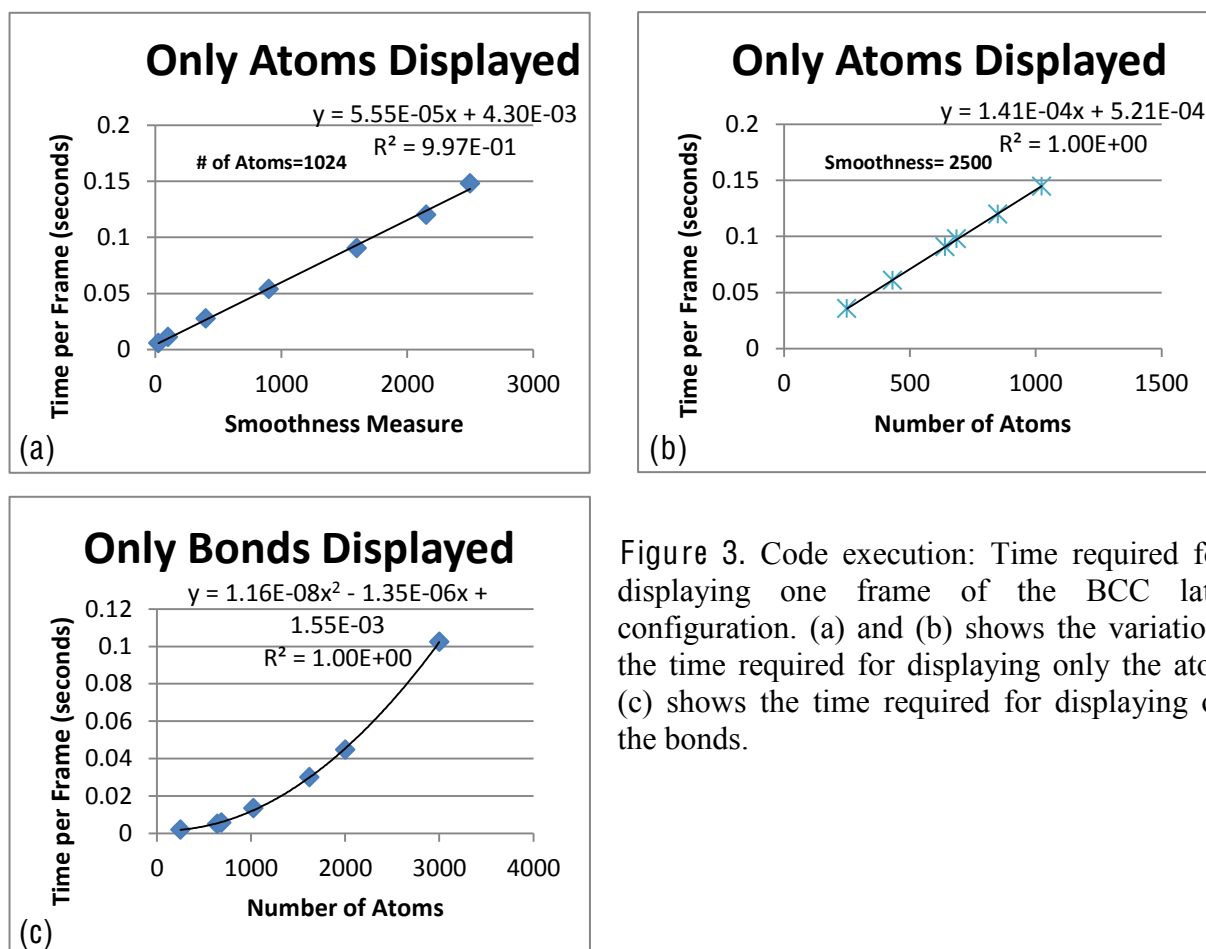 Only Atoms Displayed
y = 5.55E-05x + 4.30E-03
R² = 9.97E-01
# of Atoms=1024
Time per Frame (seconds)
0.2
0.15
0.1
0.05
0
0 1000 2000 3000
Smoothness Measure
(a)
Only Atoms Displayed
y = 1.41E-04x + 5.21E-04
R² = 1.00E+00
Smoothness= 2500
Time per Frame (seconds)
0.2
0.15
0.1
0.05
0
0 500 1000 1500
Number of Atoms
(b)
Only Bonds Displayed
y = 1.16E-08x² - 1.35E-06x +
1.55E-03
R² = 1.00E+00
Time per Frame (seconds)
0.12
0.1
0.08
0.06
0.04
0.02
0
0 1000 2000 3000 4000
Number of Atoms
(c)
Figure 3. Code execution: Time required
displaying one frame of the BCC
configuration. (a) and (b) shows the
the time required for displaying only the
(c) shows the time required for displaying
the bonds.